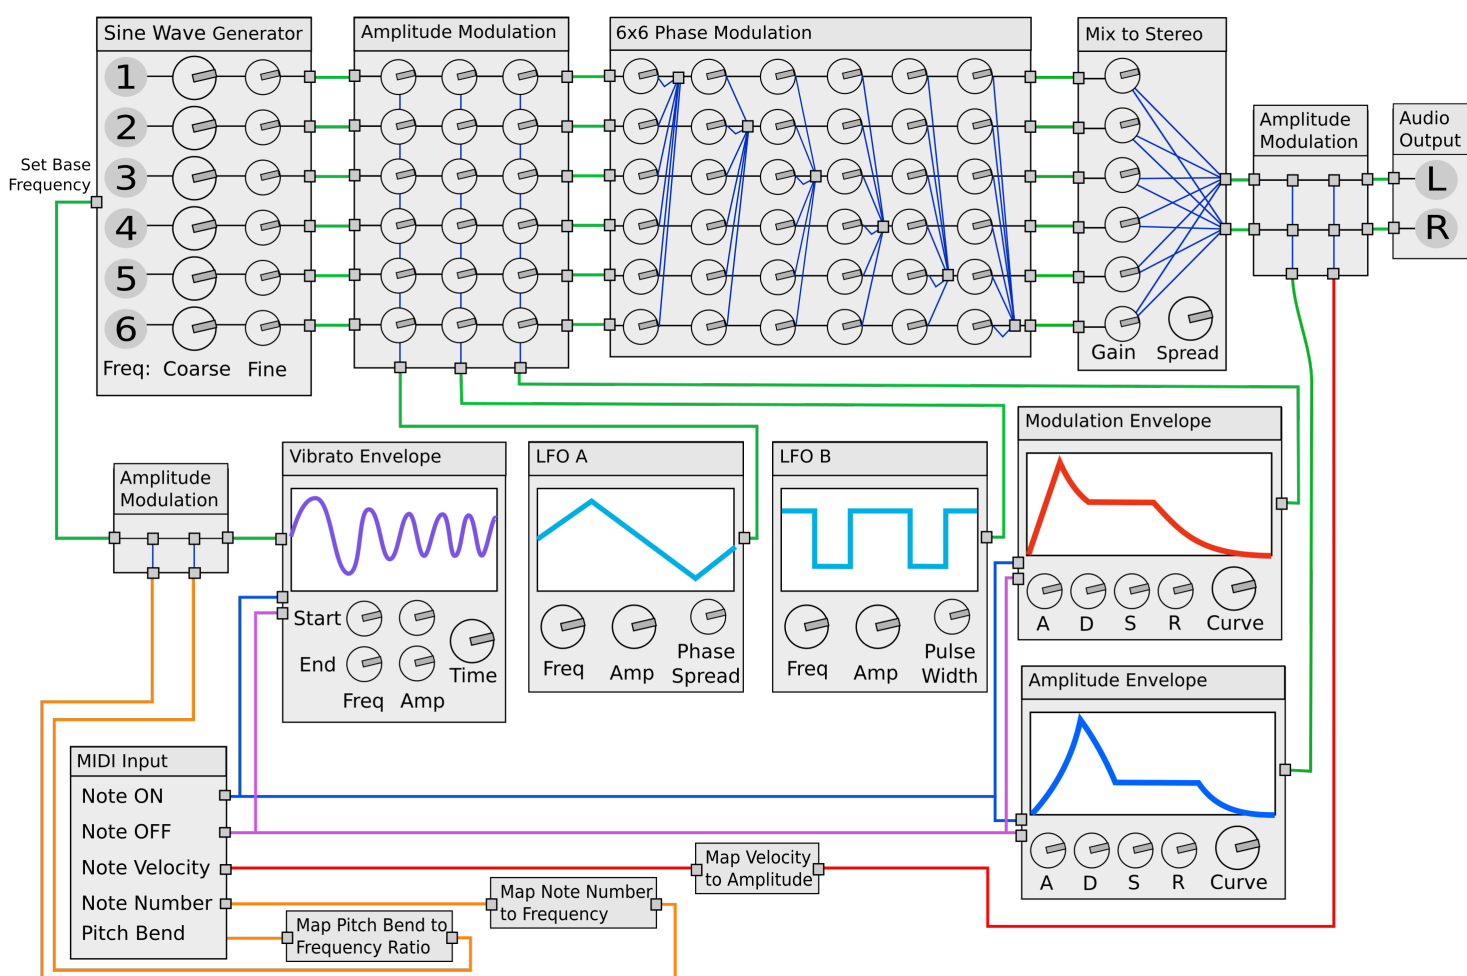 Sine Wave Generator
1
2
3
4
5
6
Freq: Coarse Fine
Set Base
Frequency
Amplitude Modulation
6x6 Phase Modulation
Mix to Stereo
Gain Spread
Amplitude
Modulation
Audio
Output
L
R
Amplitude
Modulation
Vibrato Envelope
Start
End
Freq Amp
Time
LFO A
Freq Amp
Phase
Spread
LFO B
Freq Amp
Pulse
Width
Modulation Envelope
A D S R Curve
Amplitude Envelope
A D S R Curve
MIDI Input
Note ON
Note OFF
Note Velocity
Note Number
Pitch Bend
Map Velocity
to Amplitude
Map Note Number
to Frequency
Map Pitch Bend to
Frequency Ratio